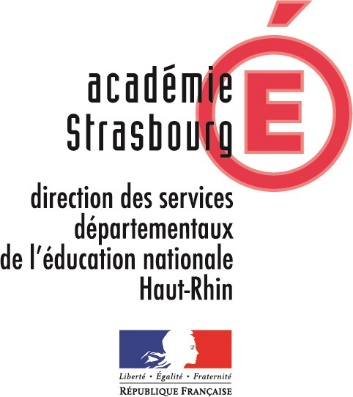 académie
Strasbourg
É
direction des services
départementaux
de l'éducation nationale
Haut-Rhin
Liberté • Égalité • Fraternité
RÉPUBLIQUE FRANÇAISE